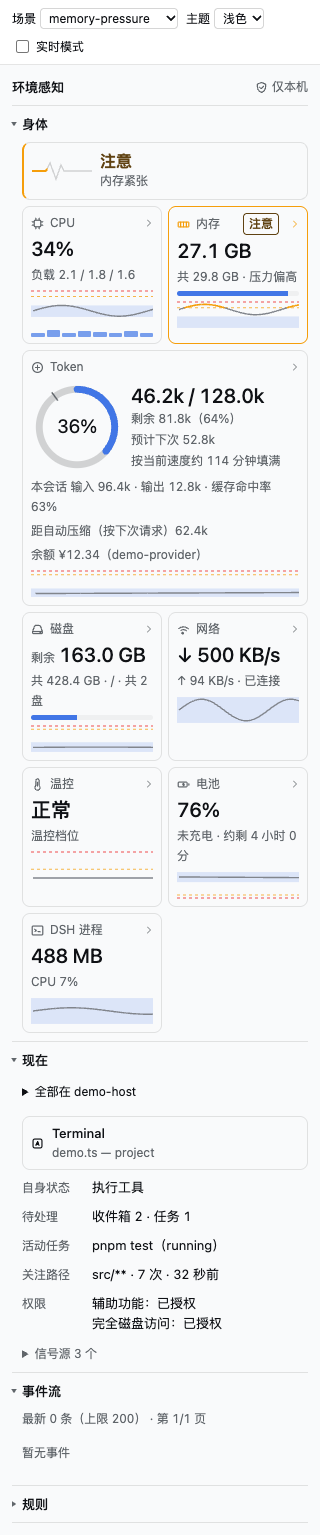 场景 memory-pressure 主题 浅色
实时模式
环境感知 仅本机
身体
注意
内存紧张
CPU
34%
负载 2.1 / 1.8 / 1.6
内存 注意
27.1 GB
共 29.8 GB · 压力偏高
Token
36%
46.2k / 128.0k
剩余 81.8k（64%）
预计下次 52.8k
按当前速度约 114 分钟填满
本会话 输入 96.4k · 输出 12.8k · 缓存命中率
63%
距自动压缩（按下次请求）62.4k
余额 ¥12.34（demo-provider）
磁盘
剩余 163.0 GB
共 428.4 GB · / · 共 2
盘
网络
↓ 500 KB/s
↑ 94 KB/s · 已连接
温控
正常
温控档位
电池
76%
未充电 · 约剩 4 小时 0
分
DSH 进程
488 MB
CPU 7%
现在
全部在 demo-host
Terminal
demo.ts — project
自身状态 执行工具
待处理 收件箱 2 · 任务 1
活动任务 pnpm test（running）
关注路径 src/** · 7 次 · 32 秒前
权限 辅助功能：已授权
完全磁盘访问：已授权
信号源 3 个
事件流
最新 0 条（上限 200） · 第 1/1 页
暂无事件
规则